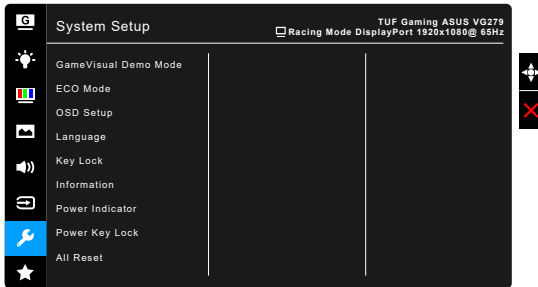 G
System Setup
TUF Gaming ASUS VG279
Racing Mode DisplayPort 1920x1080@ 65Hz
GameVisual Demo Mode
ECO Mode
OSD Setup
Language
Key Lock
Information
Power Indicator
Power Key Lock
All Reset